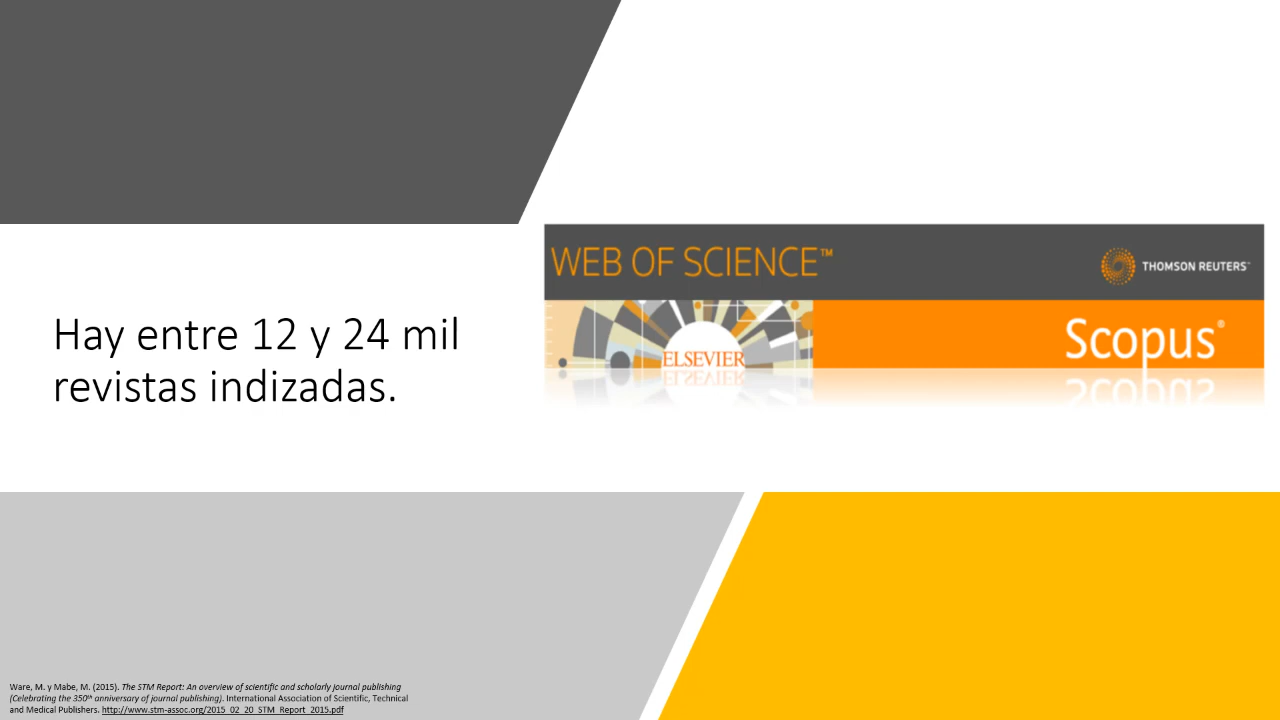 WEB OF SCIENCE™
THOMSON REUTERS™
Hay entre 12 y 24 mil
revistas indizadas.
ELSEVIER
Scopus®
Ware, M. y Mabe, M. (2015). The STM Report: An overview of scientific and scholarly journal publishing
(Celebrating the 350th anniversary of journal publishing). International Association of Scientific, Technical
and Medical Publishers. http://www.stm-assoc.org/2015_02_20_STM_Report_2015.pdf